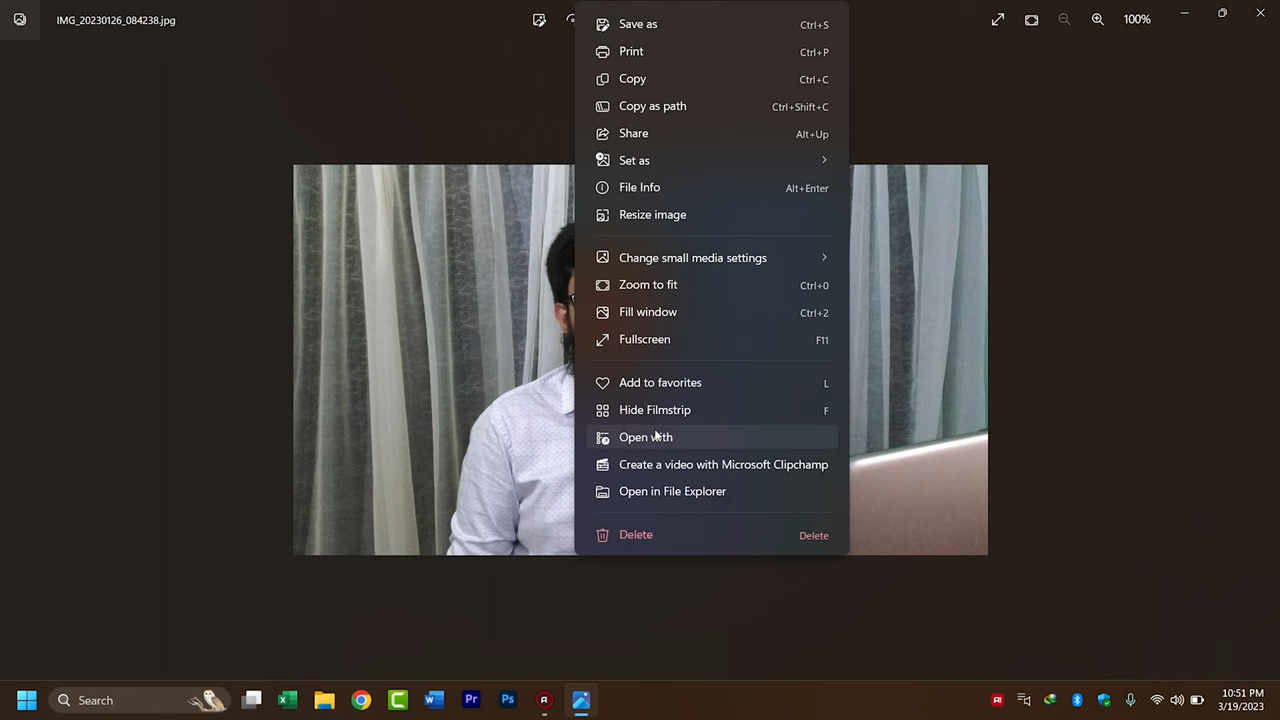 IMG_20230126_084238.jpg
100%
Save as Ctrl+S
Print Ctrl+P
Copy Ctrl+C
Copy as path Ctrl+Shift+C
Share Alt+Up
Set as
File Info Alt+Enter
Resize image
Change small media settings
Zoom to fit Ctrl+0
Fill window Ctrl+2
Fullscreen F11
Add to favorites L
Hide Filmstrip F
Open with
Create a video with Microsoft Clipchamp
Open in File Explorer
Delete Delete
Search
Pr
Ps
10:51 PM
3/19/2023